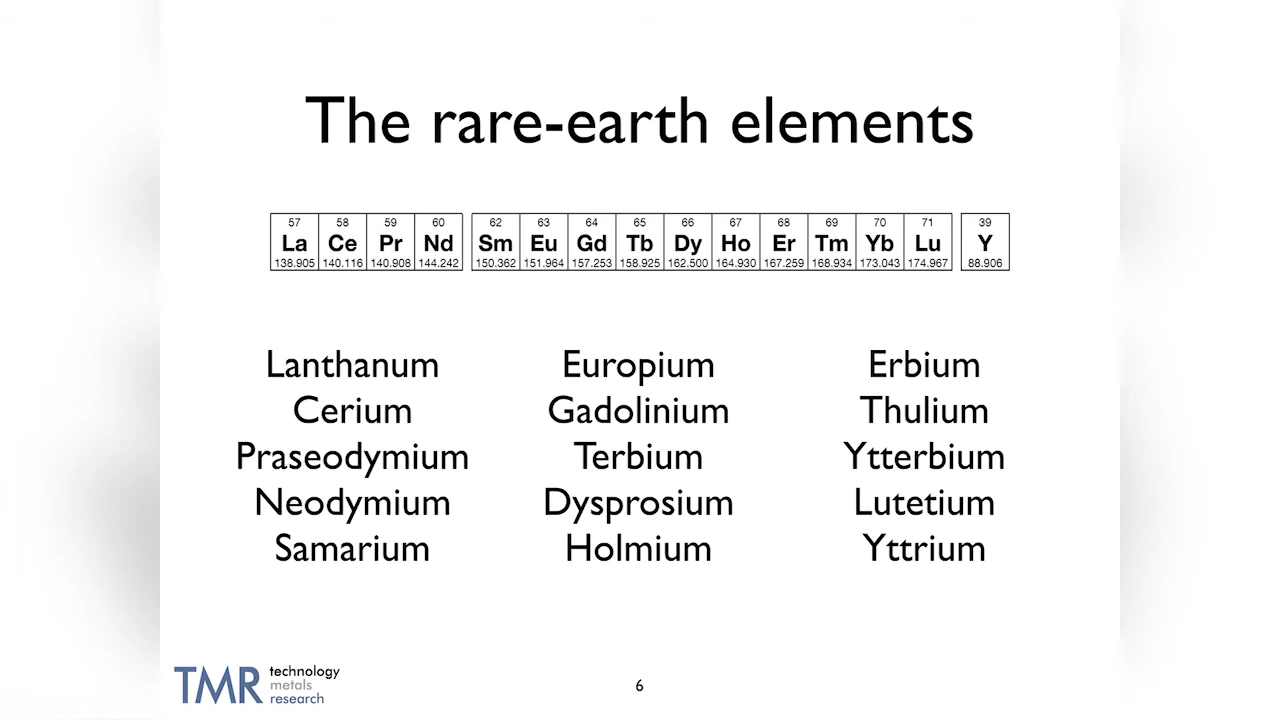 The rare-earth elements
57 58 59 60 62 63 64 65 66 67 68 69 70 71 39
La Ce Pr Nd Sm Eu Gd Tb Dy Ho Er Tm Yb Lu Y
138.905 140.116 140.908 144.242 150.362 151.964 157.253 158.925 162.500 164.930 167.259 168.934 173.043 174.967 88.906
Lanthanum Europium Erbium
Cerium Gadolinium Thulium
Praseodymium Terbium Ytterbium
Neodymium Dysprosium Lutetium
Samarium Holmium Yttrium
TMR technology
metals
research
6